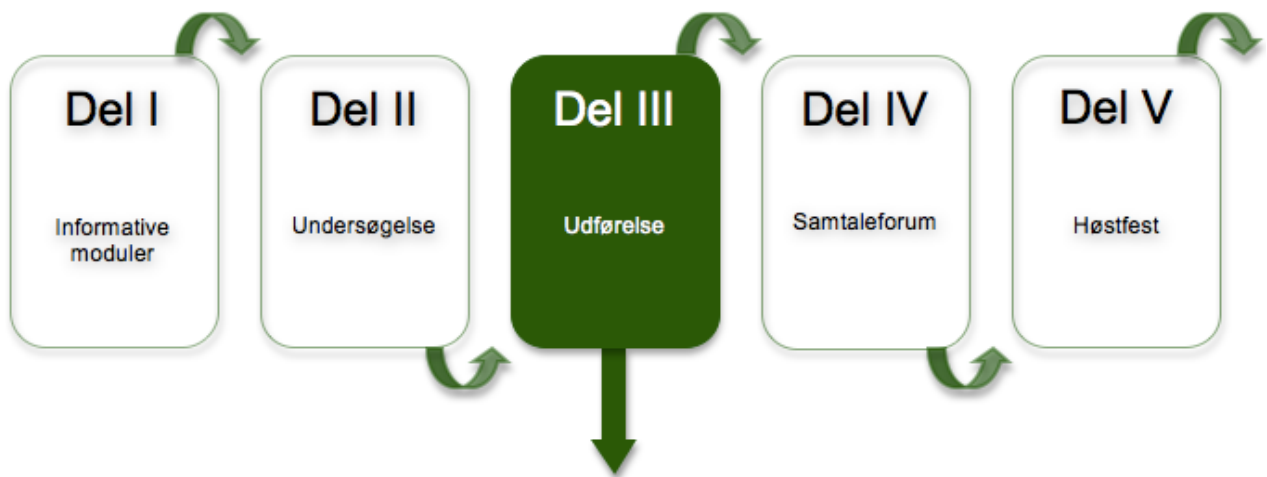 Del I
Informative
moduler
Del II
Undersøgelse
Del III
Udførelse
Del IV
Samtaleforum
Del V
Høstfest